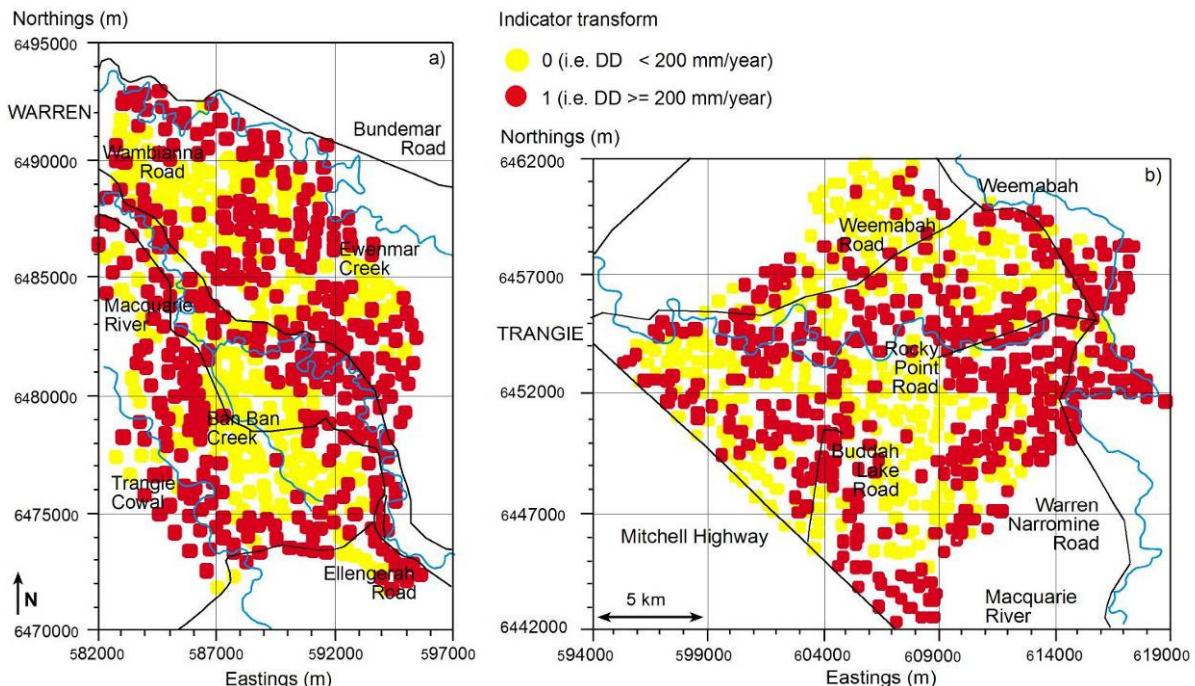 Northings (m)
6495000
a)
WARREN
Bundemar
Road
Wambianna
Road
6490000
Ewenmar
Creek
6485000
Macquarie
River
6480000
Ban Ban
Creek
Trangie
Cowal
6475000
Ellengerah
Road
N
6470000
582000 587000 592000 597000
Eastings (m)
Indicator transform
0 (i.e. DD < 200 mm/year)
1 (i.e. DD >= 200 mm/year)
Northings (m)
6462000
b)
Weemabah
Weemabah
Road
6457000
TRANGIE
Rocky
Point
Road
6452000
Buddah
Lake
Road
6447000
Mitchell Highway
Warren
Narromine
Road
5 km
Macquarie
River
6442000
594000 599000 604000 609000 614000 619000
Eastings (m)